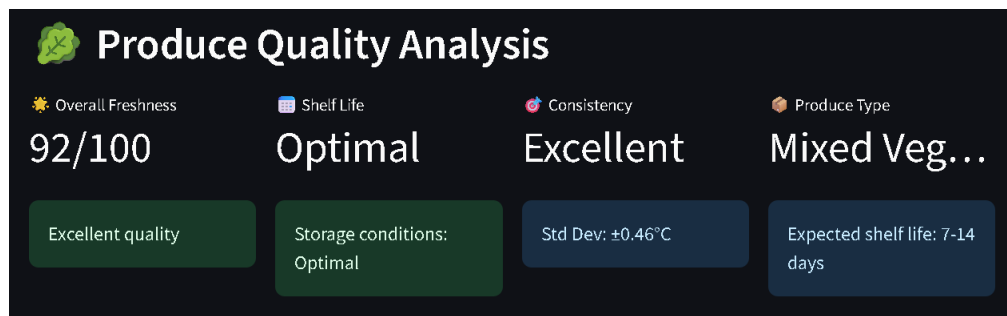 Produce Quality Analysis
Overall Freshness
92/100
Excellent quality
Shelf Life
Optimal
Storage conditions:
Optimal
Consistency
Excellent
Std Dev: ±0.46°C
Produce Type
Mixed Veg...
Expected shelf life: 7-14
days